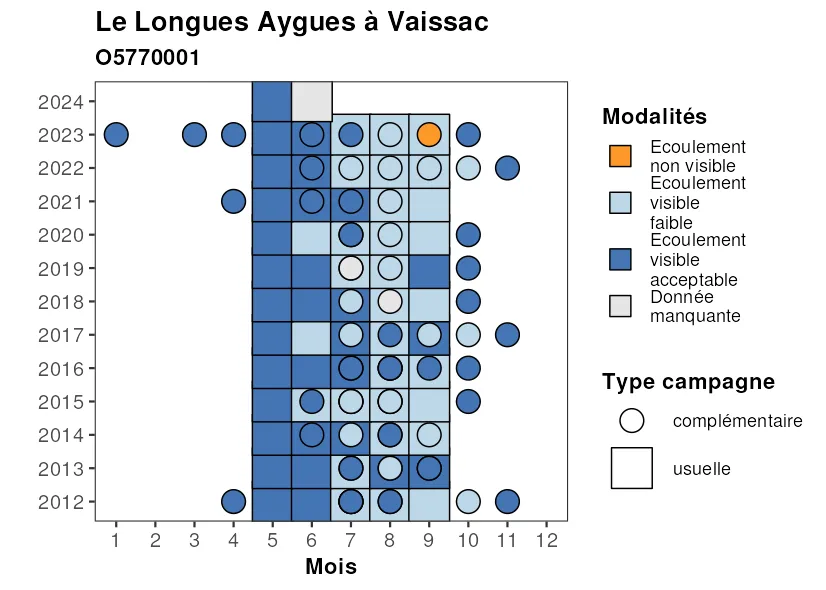 Le Longues Aygues à Vaissac
O5770001
2024
2023
2022
2021
2020
2019
2018
2017
2016
2015
2014
2013
2012
1 2 3 4 5 6 7 8 9 10 11 12
Mois
Modalités
Ecoulement
non visible
Ecoulement
visible
faible
Ecoulement
visible
acceptable
Donnée
manquante
Type campagne
complémentaire
usuelle